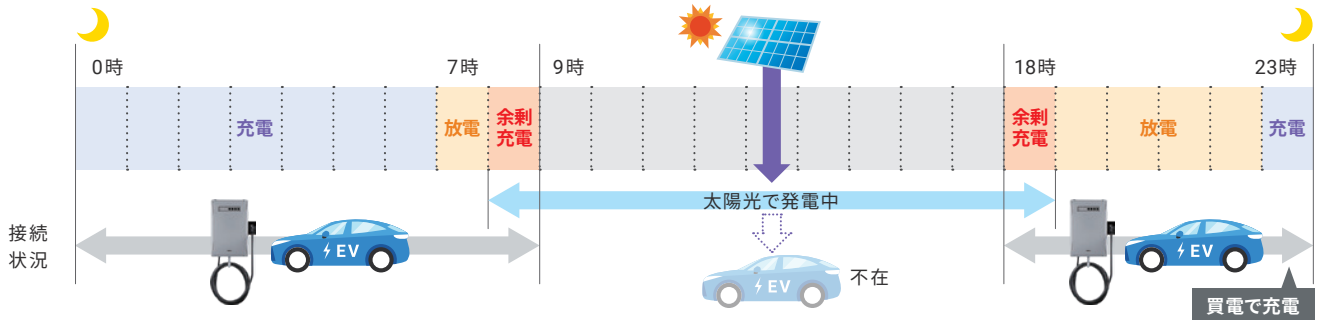 0時
7時
9時
18時
23時
充電
放電
余剰
充電
余剰
充電
放電
充電
太陽光で発電中
接続
状況
EV
EV
不在
EV
買電で充電